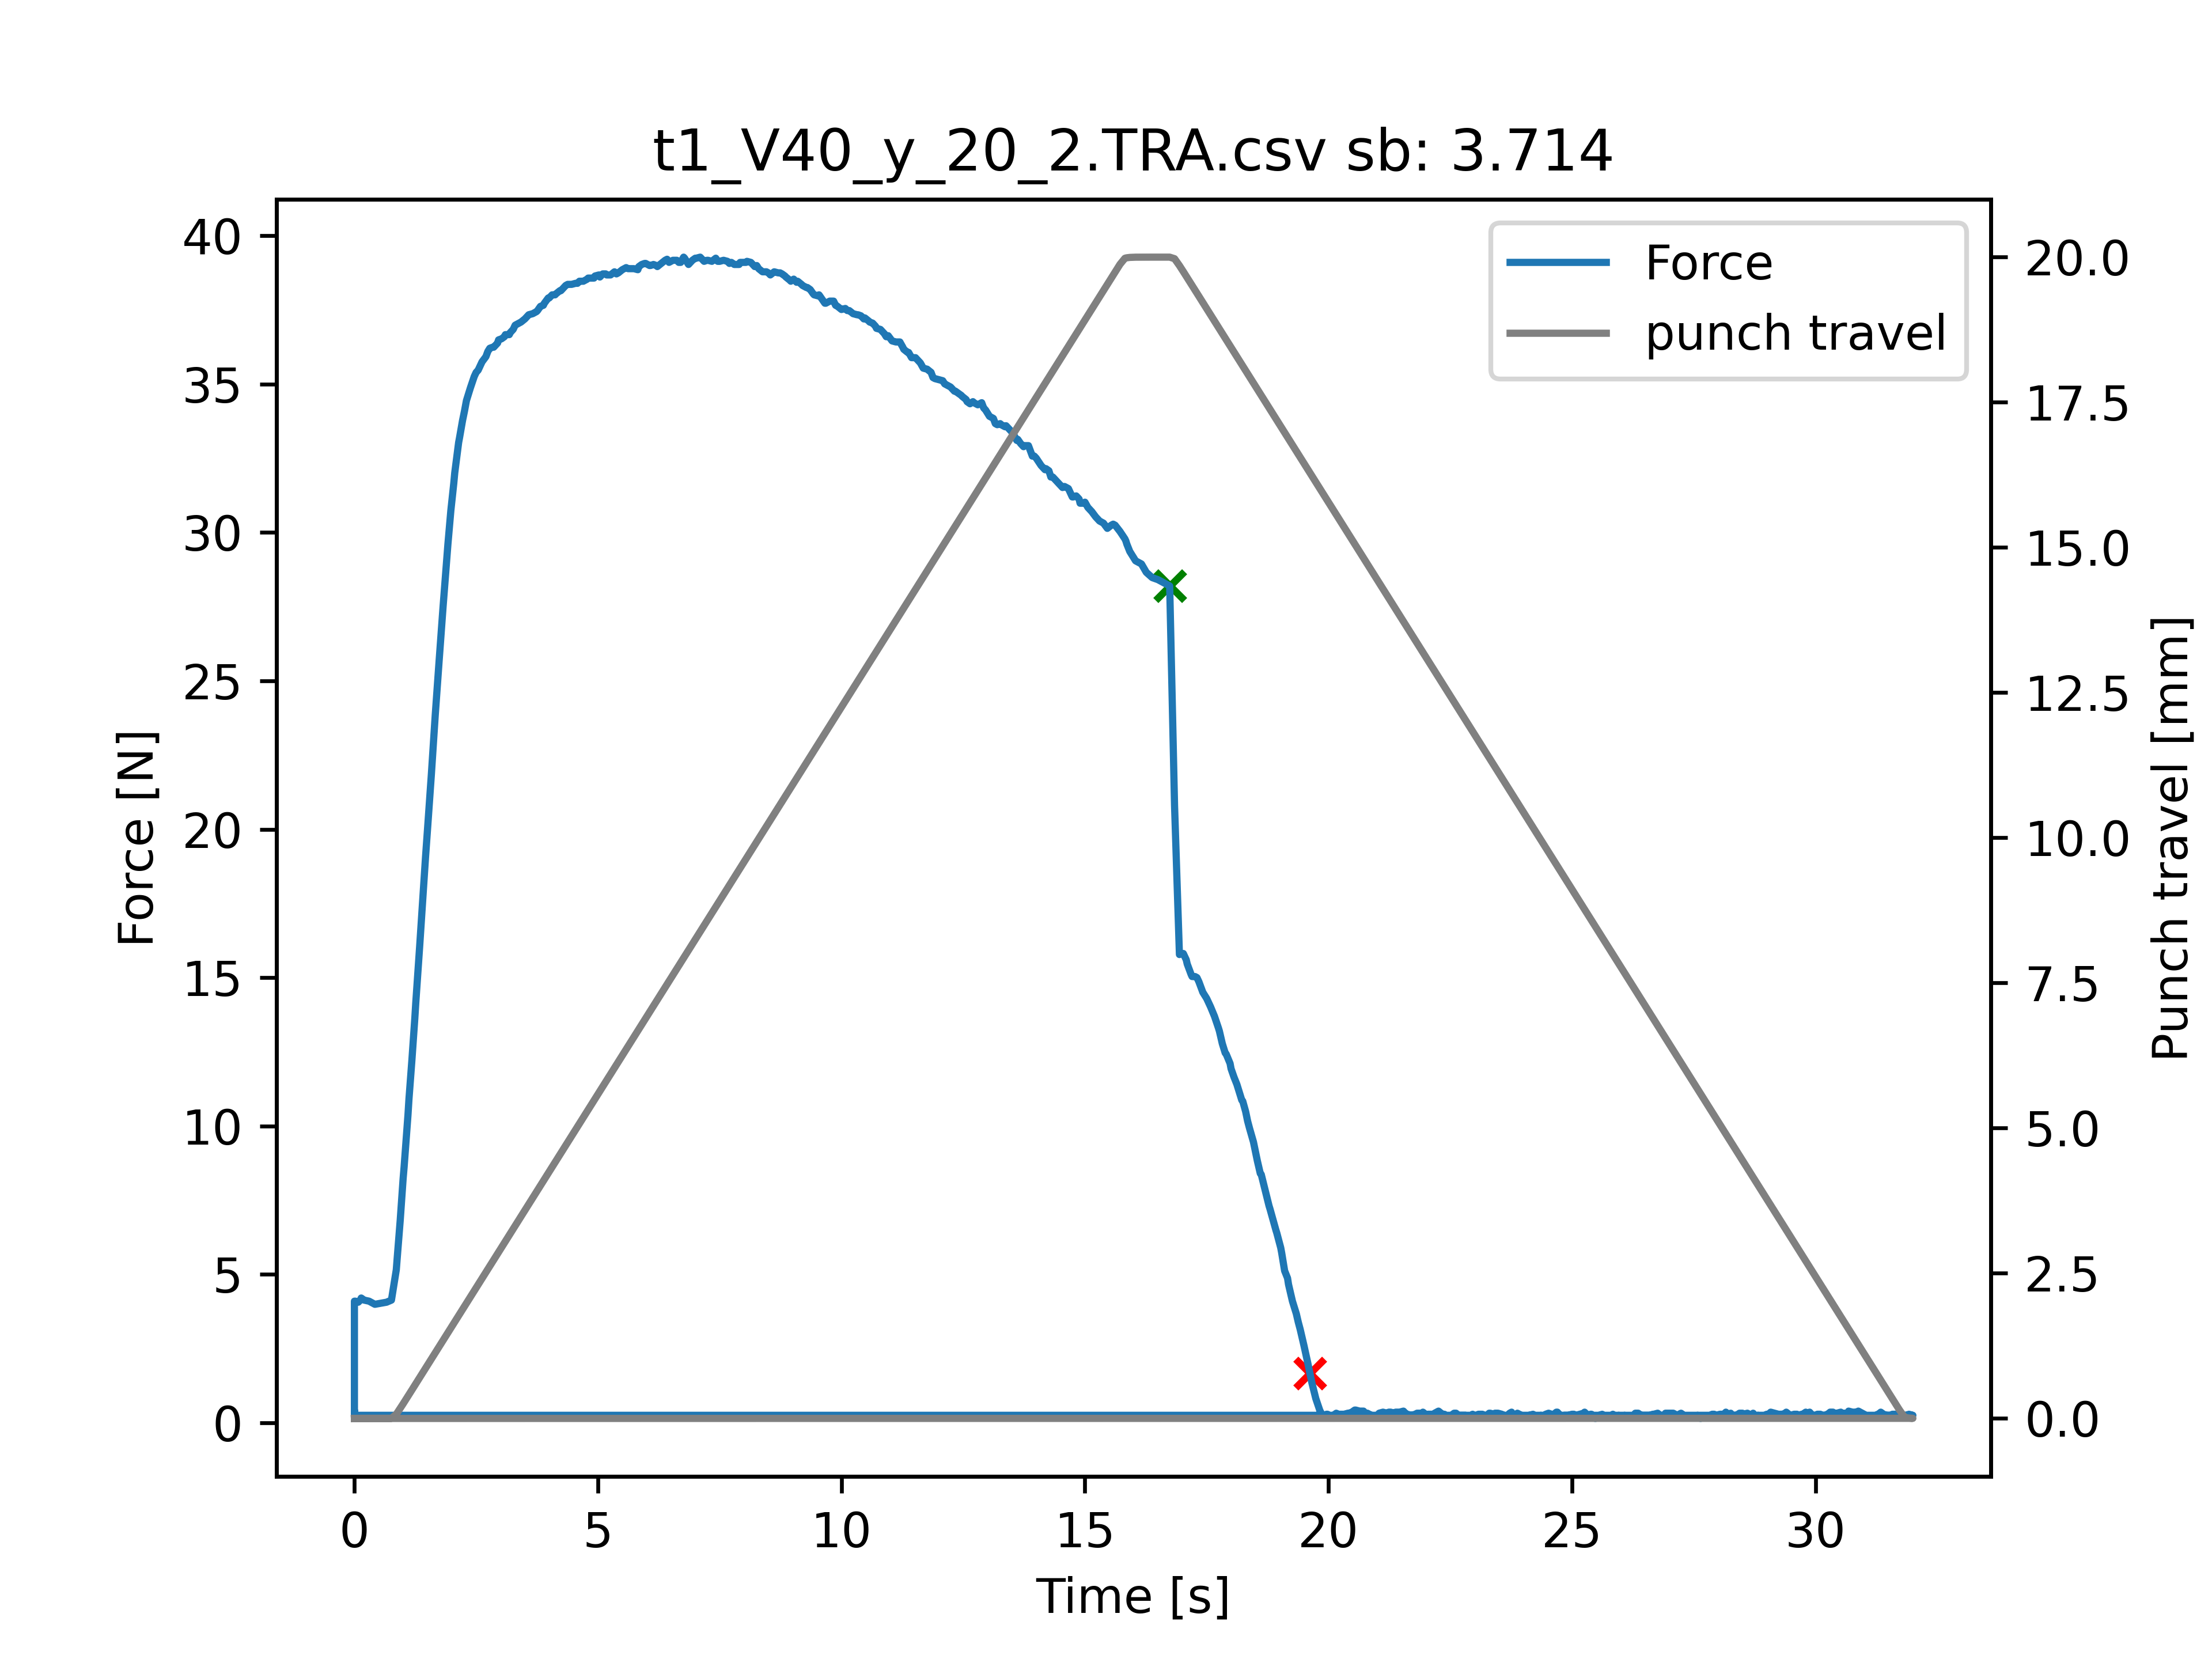 t1_V40_y_20_2.TRA.csv sb: 3.714
Force
punch travel
Force [N]
40
35
30
25
20
15
10
5
0
20.0
17.5
15.0
12.5
10.0
7.5
5.0
2.5
0.0
Punch travel [mm]
0 5 10 15 20 25 30
Time [s]